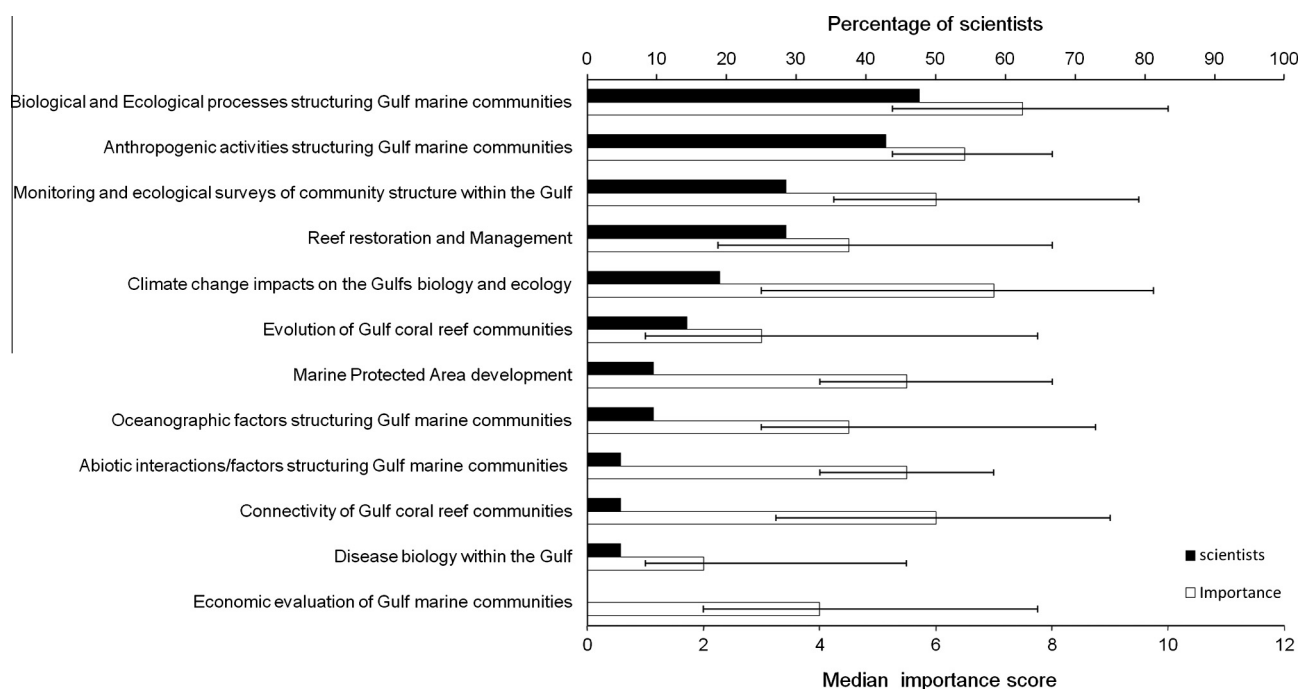 Percentage of scientists
0 10 20 30 40 50 60 70 80 90 100
Biological and Ecological processes structuring Gulf marine communities
Anthropogenic activities structuring Gulf marine communities
Monitoring and ecological surveys of community structure within the Gulf
Reef restoration and Management
Climate change impacts on the Gulfs biology and ecology
Evolution of Gulf coral reef communities
Marine Protected Area development
Oceanographic factors structuring Gulf marine communities
Abiotic interactions/factors structuring Gulf marine communities
Connectivity of Gulf coral reef communities
Disease biology within the Gulf
Economic evaluation of Gulf marine communities
scientists
Importance
0 2 4 6 8 10 12
Median importance score